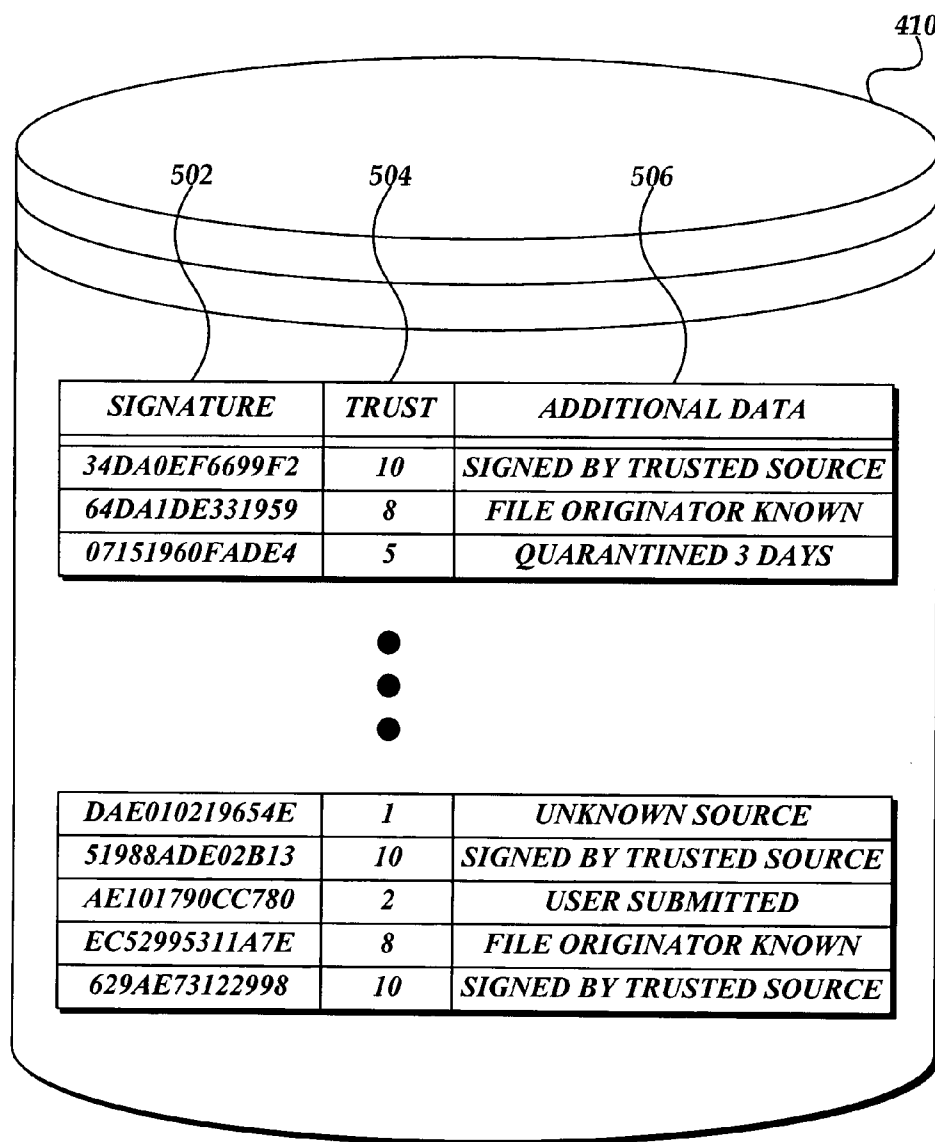 410
502 504 506
SIGNATURE TRUST ADDITIONAL DATA
34DA0EF6699F2 10 SIGNED BY TRUSTED SOURCE
64DA1DE331959 8 FILE ORIGINATOR KNOWN
07151960FADE4 5 QUARANTINED 3 DAYS
DAE010219654E 1 UNKNOWN SOURCE
51988ADE02B13 10 SIGNED BY TRUSTED SOURCE
AE101790CC780 2 USER SUBMITTED
EC52995311A7E 8 FILE ORIGINATOR KNOWN
629AE73122998 10 SIGNED BY TRUSTED SOURCE